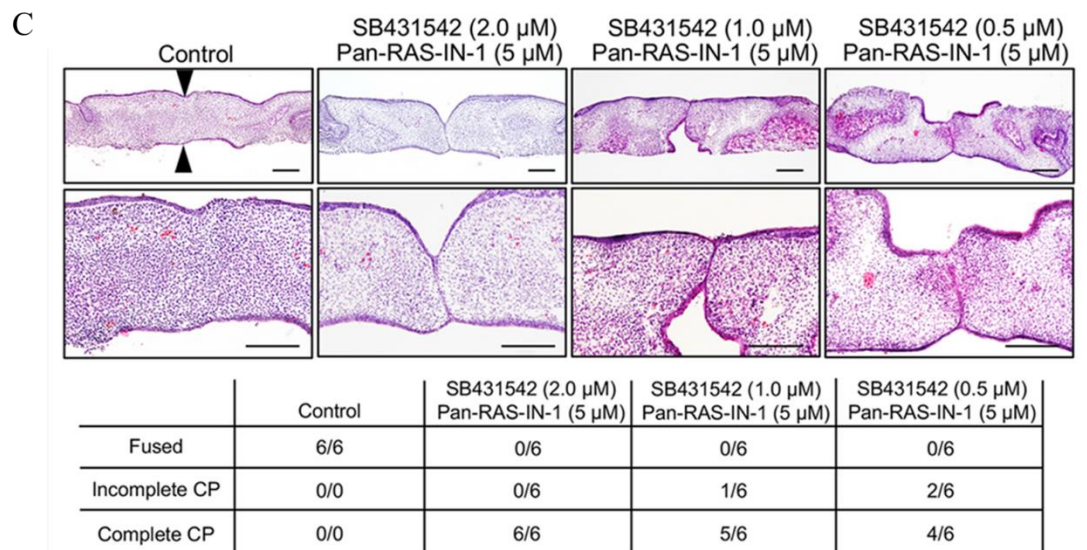 C
Control
SB431542 (2.0 µM)
Pan-RAS-IN-1 (5 µM)
SB431542 (1.0 µM)
Pan-RAS-IN-1 (5 µM)
SB431542 (0.5 µM)
Pan-RAS-IN-1 (5 µM)
Control
SB431542 (2.0 µM)
Pan-RAS-IN-1 (5 µM)
SB431542 (1.0 µM)
Pan-RAS-IN-1 (5 µM)
SB431542 (0.5 µM)
Pan-RAS-IN-1 (5 µM)
Fused 6/6 0/6 0/6 0/6
Incomplete CP 0/0 0/6 1/6 2/6
Complete CP 0/0 6/6 5/6 4/6